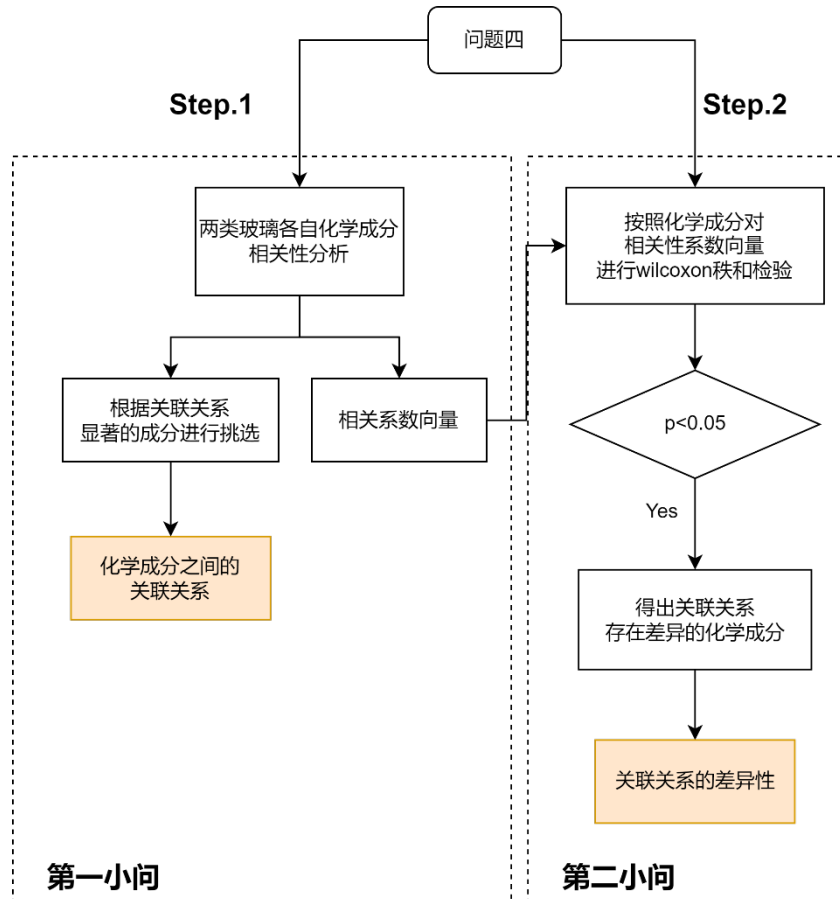 问题四
Step.1
Step.2
两类玻璃各自化学成分
相关性分析
根据关联关系
显著的成分进行挑选
相关系数向量
化学成分之间的
关联关系
第一小问
按照化学成分对
相关性系数向量
进行wilcoxon秩和检验
p<0.05
Yes
得出关联关系
存在差异的化学成分
关联关系的差异性
第二小问